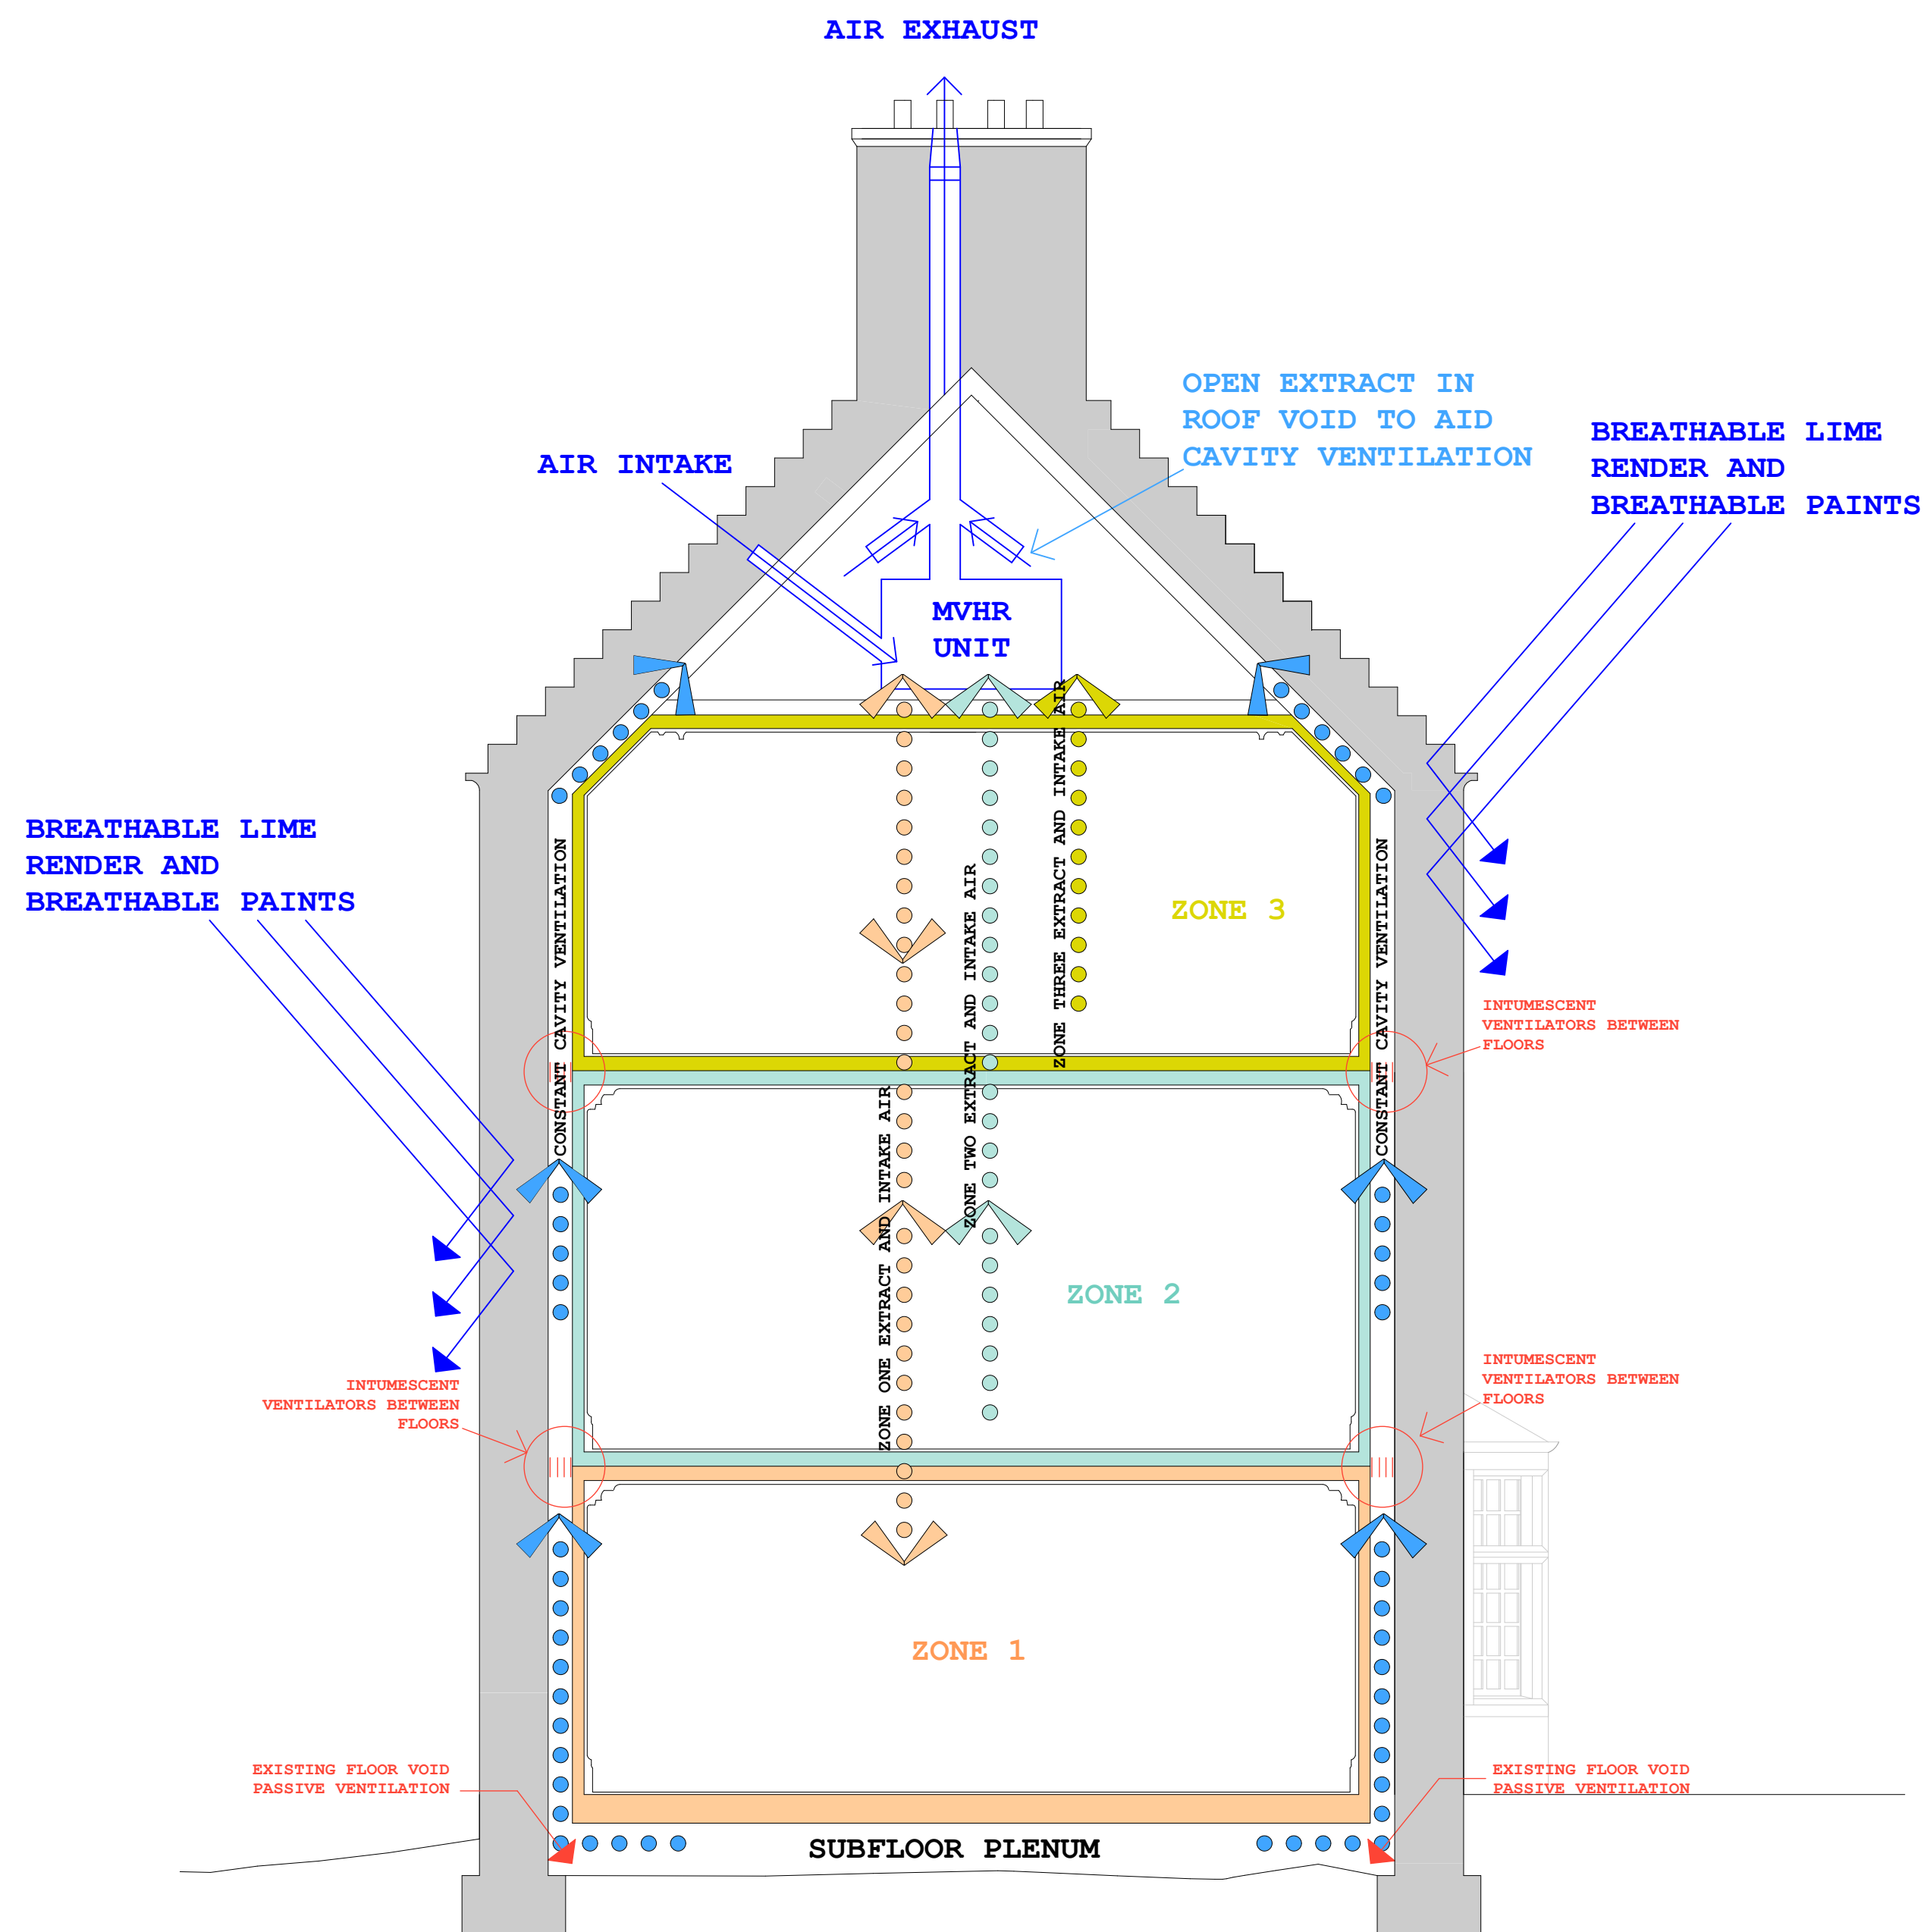 AIR EXHAUST
OPEN EXTRACT IN
ROOF VOID TO AID
CAVITY VENTILATION
AIR INTAKE
BREATHABLE LIME
RENDER AND
BREATHABLE PAINTS
MVHR
UNIT
BREATHABLE LIME
RENDER AND
BREATHABLE PAINTS
CONSTANT CAVITY VENTILATION
ZONE ONE EXTRACT AND INTAKE AIR
ZONE TWO EXTRACT AND INTAKE AIR
ZONE THREE EXTRACT AND INTAKE AIR
ZONE 3
CONSTANT CAVITY VENTILATION
INTUMESCENT
VENTILATORS BETWEEN
FLOORS
ZONE 2
INTUMESCENT
VENTILATORS BETWEEN
FLOORS
INTUMESCENT
VENTILATORS BETWEEN
FLOORS
ZONE 1
EXISTING FLOOR VOID
PASSIVE VENTILATION
EXISTING FLOOR VOID
PASSIVE VENTILATION
SUBFLOOR PLENUM